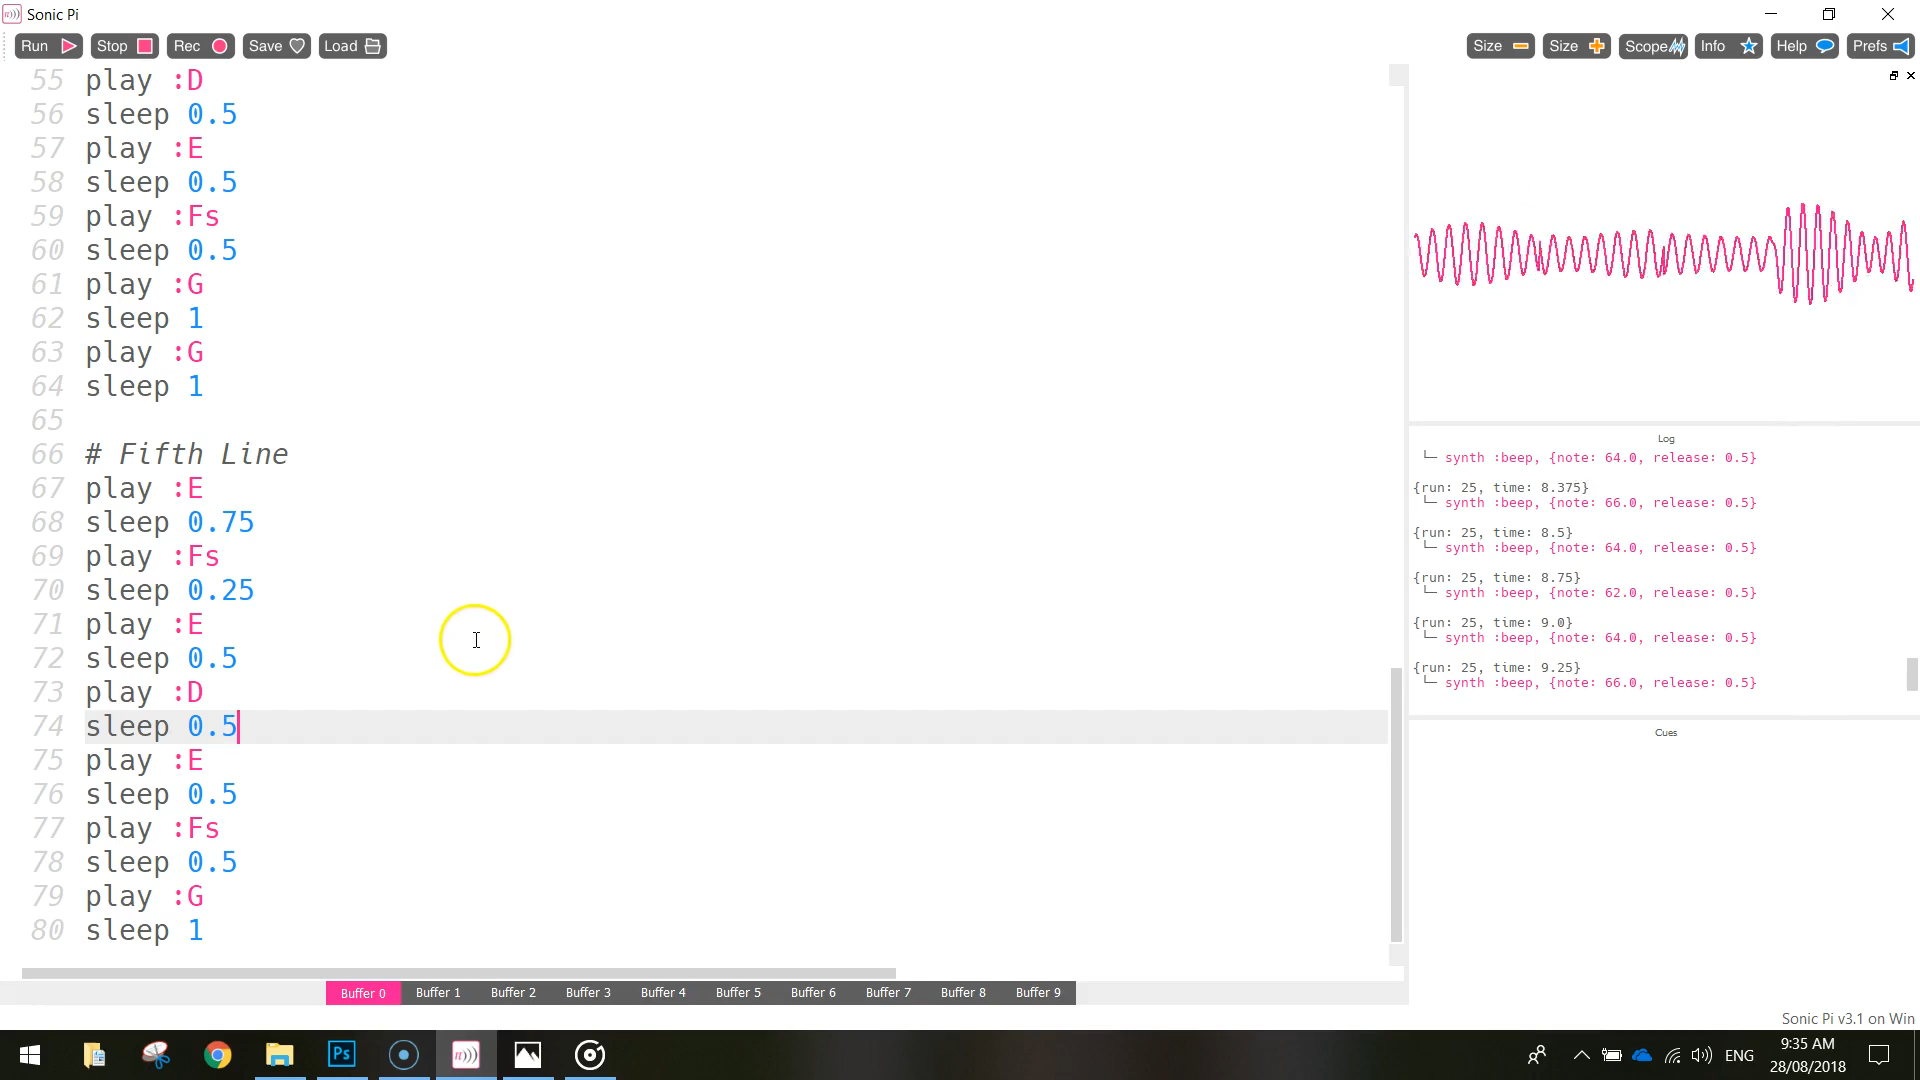 Sonic Pi
Run Stop Rec Save Load Size Size Scope Info Help Prefs
55 play :D
56 sleep 0.5
57 play :E
58 sleep 0.5
59 play :Fs
60 sleep 0.5
61 play :G
62 sleep 1
63 play :G
64 sleep 1
65
66 # Fifth Line
67 play :E
68 sleep 0.75
69 play :Fs
70 sleep 0.25
71 play :E
72 sleep 0.5
73 play :D
74 sleep 0.5
75 play :E
76 sleep 0.5
77 play :Fs
78 sleep 0.5
79 play :G
80 sleep 1
Log
└─ synth :beep, {note: 64.0, release: 0.5}
{run: 25, time: 8.375}
└─ synth :beep, {note: 66.0, release: 0.5}
{run: 25, time: 8.5}
└─ synth :beep, {note: 64.0, release: 0.5}
{run: 25, time: 8.75}
└─ synth :beep, {note: 62.0, release: 0.5}
{run: 25, time: 9.0}
└─ synth :beep, {note: 64.0, release: 0.5}
{run: 25, time: 9.25}
└─ synth :beep, {note: 66.0, release: 0.5}
Cues
Buffer 0 Buffer 1 Buffer 2 Buffer 3 Buffer 4 Buffer 5 Buffer 6 Buffer 7 Buffer 8 Buffer 9
Sonic Pi v3.1 on Win
Ps
π)))
ENG
9:35 AM
28/08/2018